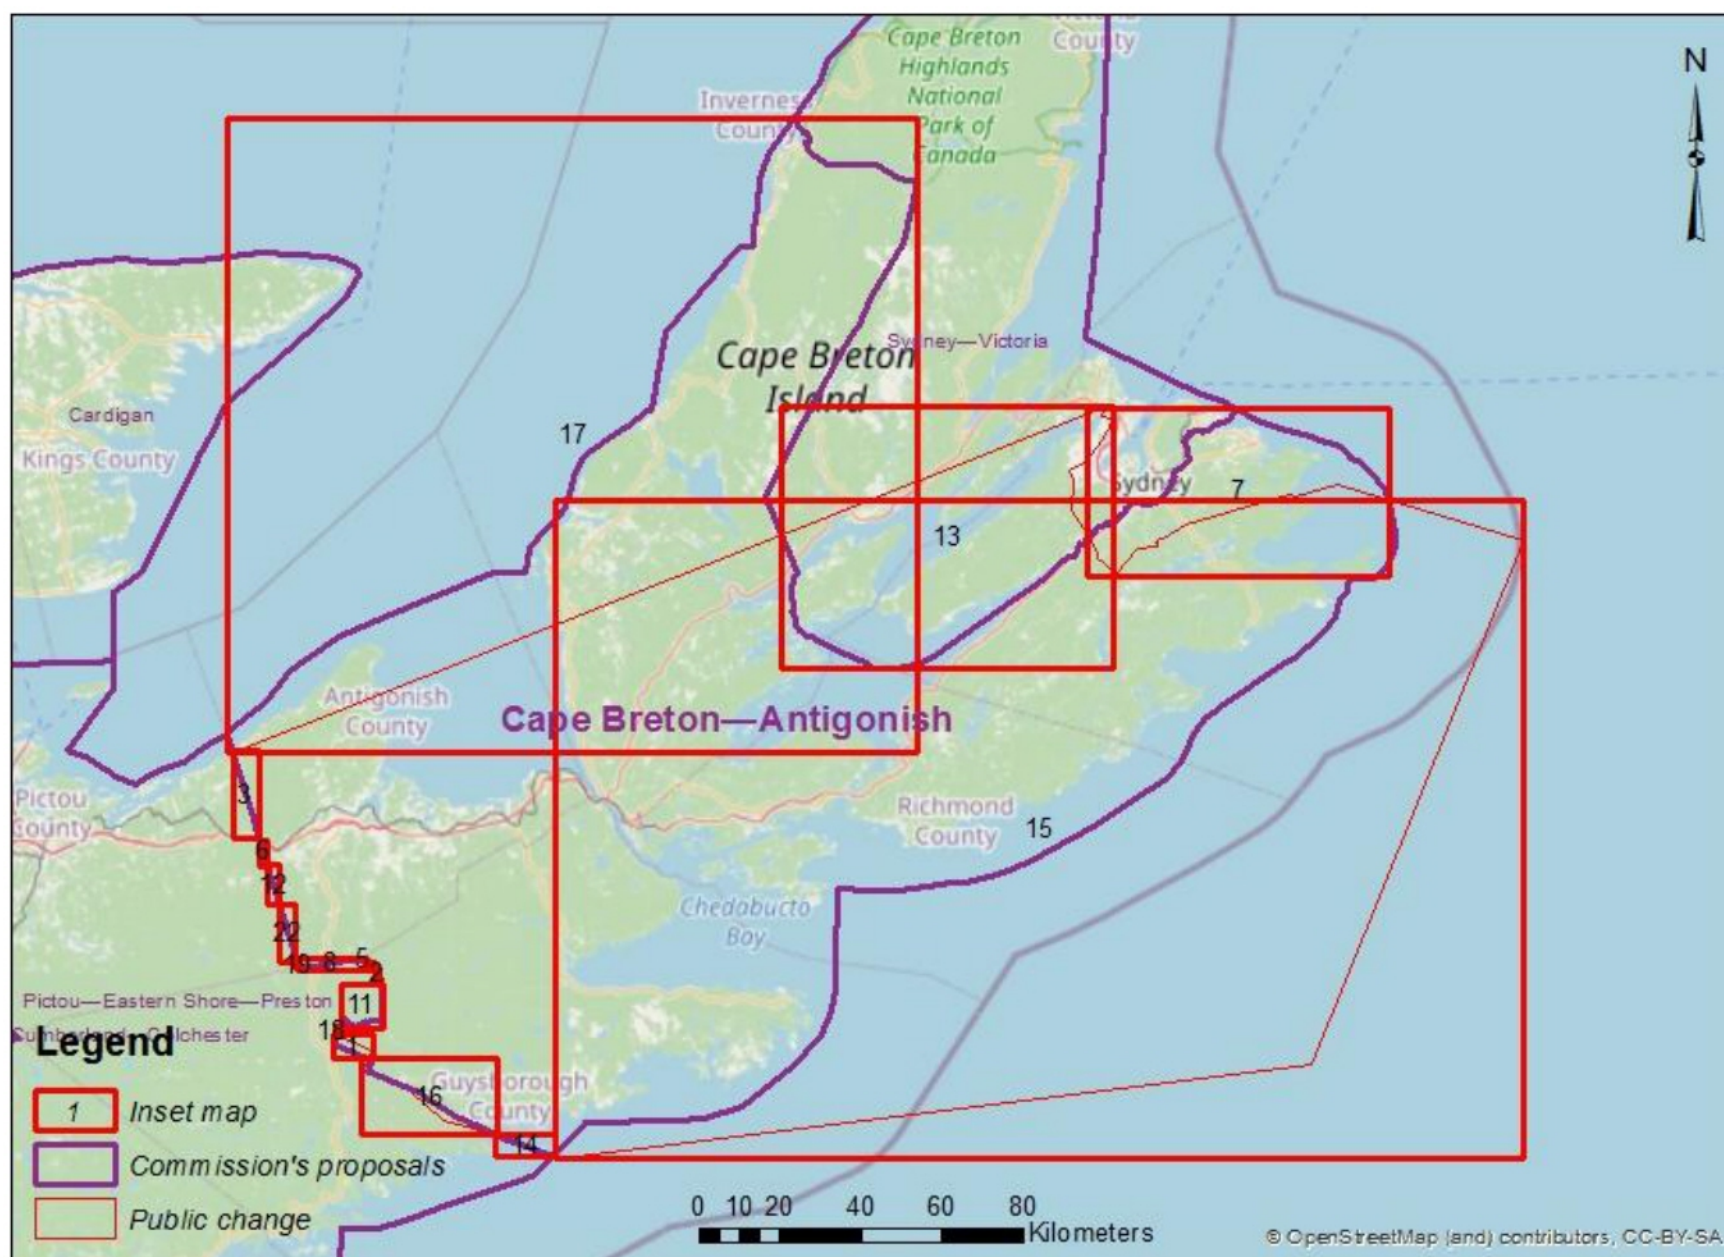 Cape Breton
Highlands
National
Park of
Canada
County
N
Inverness
County
Sydney—Victoria
Cape Breton
Island
Cardigan
Kings County
17
Sydney
7
13
Antigonish
County
Cape Breton—Antigonish
3
Pictou
County
Richmond
County
15
6
12
Chedabucto
Bay
22
19
8
5
2
Pictou—Eastern Shore—Preston
11
18
Cumberland—Colchester
1
Guysborough
County
16
14
Legend
1 Inset map
Commission's proposals
Public change
0 10 20 40 60 80
Kilometers
© OpenStreetMap (and) contributors, CC-BY-SA